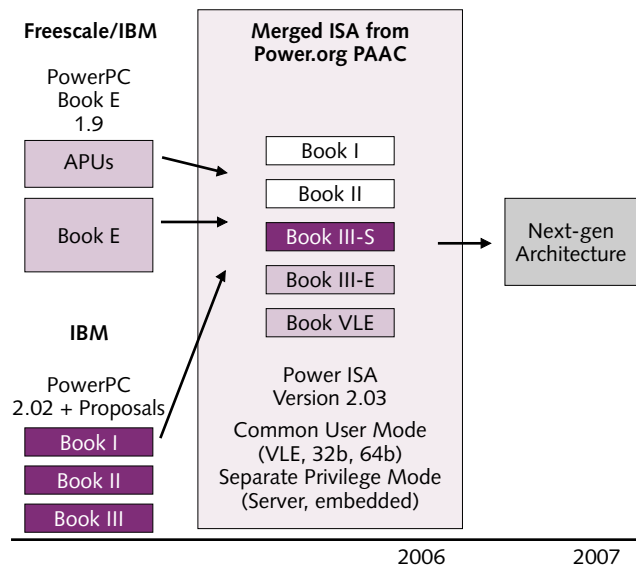 Freescale/IBM
PowerPC
Book E
1.9
APUs
Book E
IBM
PowerPC
2.02 + Proposals
Book I
Book II
Book III
Merged ISA from
Power.org PAAC
Book I
Book II
Book III-S
Book III-E
Book VLE
Power ISA
Version 2.03
Common User Mode
(VLE, 32b, 64b)
Separate Privilege Mode
(Server, embedded)
Next-gen
Architecture
2006
2007